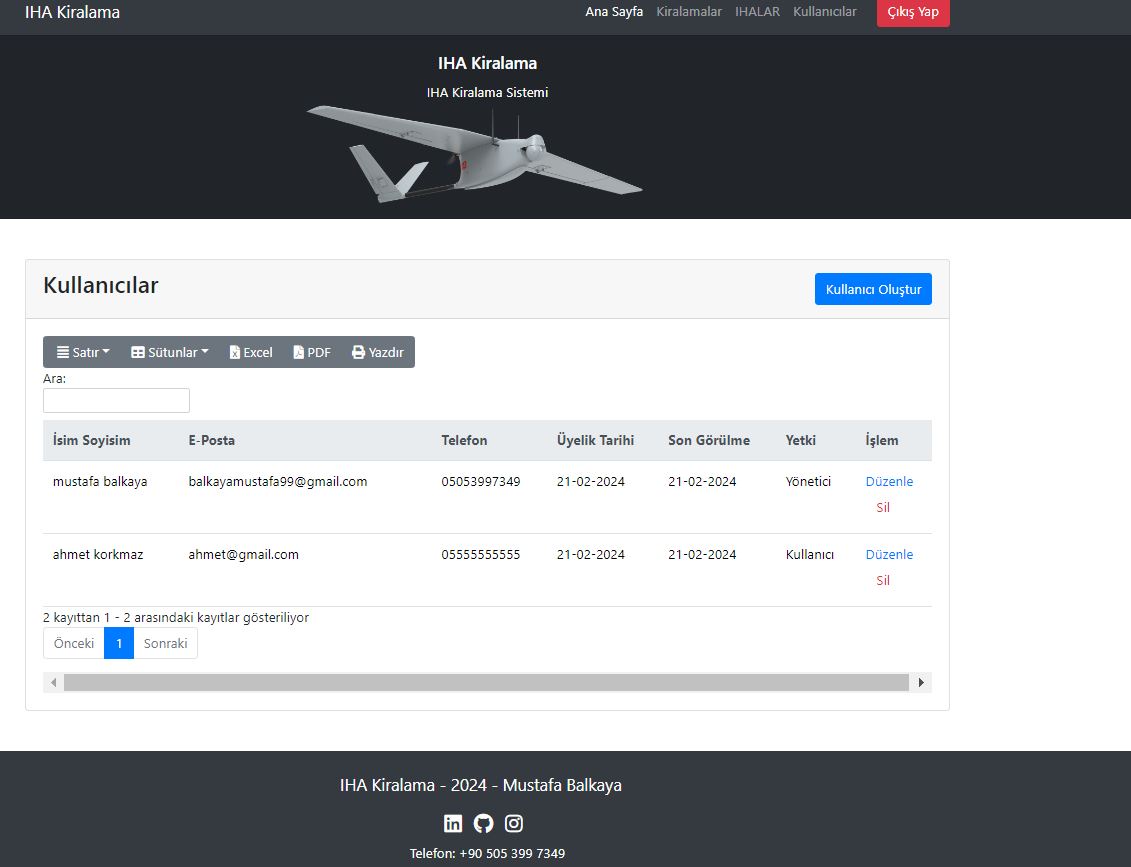 IHA Kiralama
Ana Sayfa Kiralamalar IHALAR Kullanıcılar Çıkış Yap
IHA Kiralama
IHA Kiralama Sistemi
Kullanıcılar
Kullanıcı Oluştur
Satır Sütunlar Excel PDF Yazdır
Ara:
İsim Soyisim E-Posta Telefon Üyelik Tarihi Son Görülme Yetki İşlem
mustafa balkaya balkayamustafa99@gmail.com 05053997349 21-02-2024 21-02-2024 Yönetici Düzenle
Sil
ahmet korkmaz ahmet@gmail.com 05555555555 21-02-2024 21-02-2024 Kullanıcı Düzenle
Sil
2 kayıttan 1 - 2 arasındaki kayıtlar gösteriliyor
Önceki 1 Sonraki
IHA Kiralama - 2024 - Mustafa Balkaya
Telefon: +90 505 399 7349